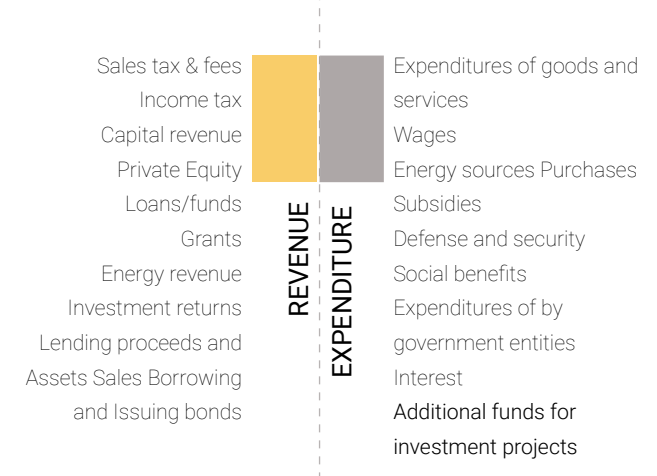 Sales tax & fees
Income tax
Capital revenue
Private Equity
Loans/funds
Grants
Energy revenue
Investment returns
Lending proceeds and
Assets Sales Borrowing
and Issuing bonds
REVENUE
EXPENDITURE
Expenditures of goods and
services
Wages
Energy sources Purchases
Subsidies
Defense and security
Social benefits
Expenditures of by
government entities
Interest
Additional funds for
investment projects